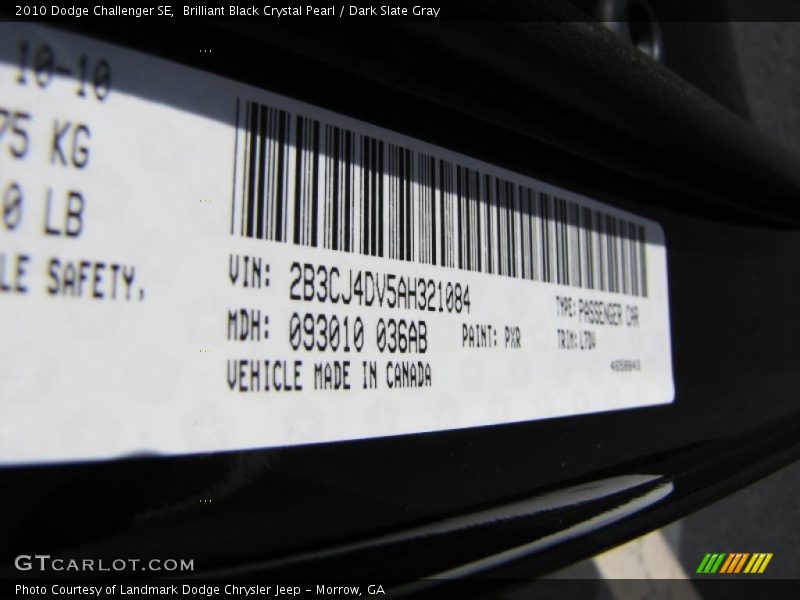 2010 Dodge Challenger SE,  Brilliant Black Crystal Pearl / Dark Slate Gray
10-10
75 KG
0 LB
LE SAFETY,
VIN: 2B3CJ4DV5AH321084
TYPE: PASSENGER CAR
MDH: 093010 036AB
PAINT: PXR
TRIM: L7DV
VEHICLE MADE IN CANADA
4650843
GTCARLOT.COM
Photo Courtesy of Landmark Dodge Chrysler Jeep - Morrow, GA